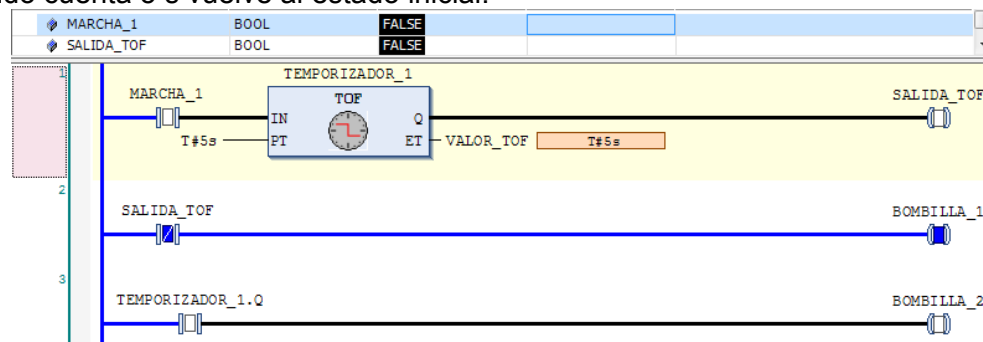 MARCHA_1 BOOL FALSE
SALIDA_TOF BOOL FALSE
1
TEMPORIZADOR_1
MARCHA_1 TOF SALIDA_TOF
IN Q
T#5s PT ET VALOR_TOF T#5s
2
SALIDA_TOF BOMBILLA_1
3
TEMPORIZADOR_1.Q BOMBILLA_2